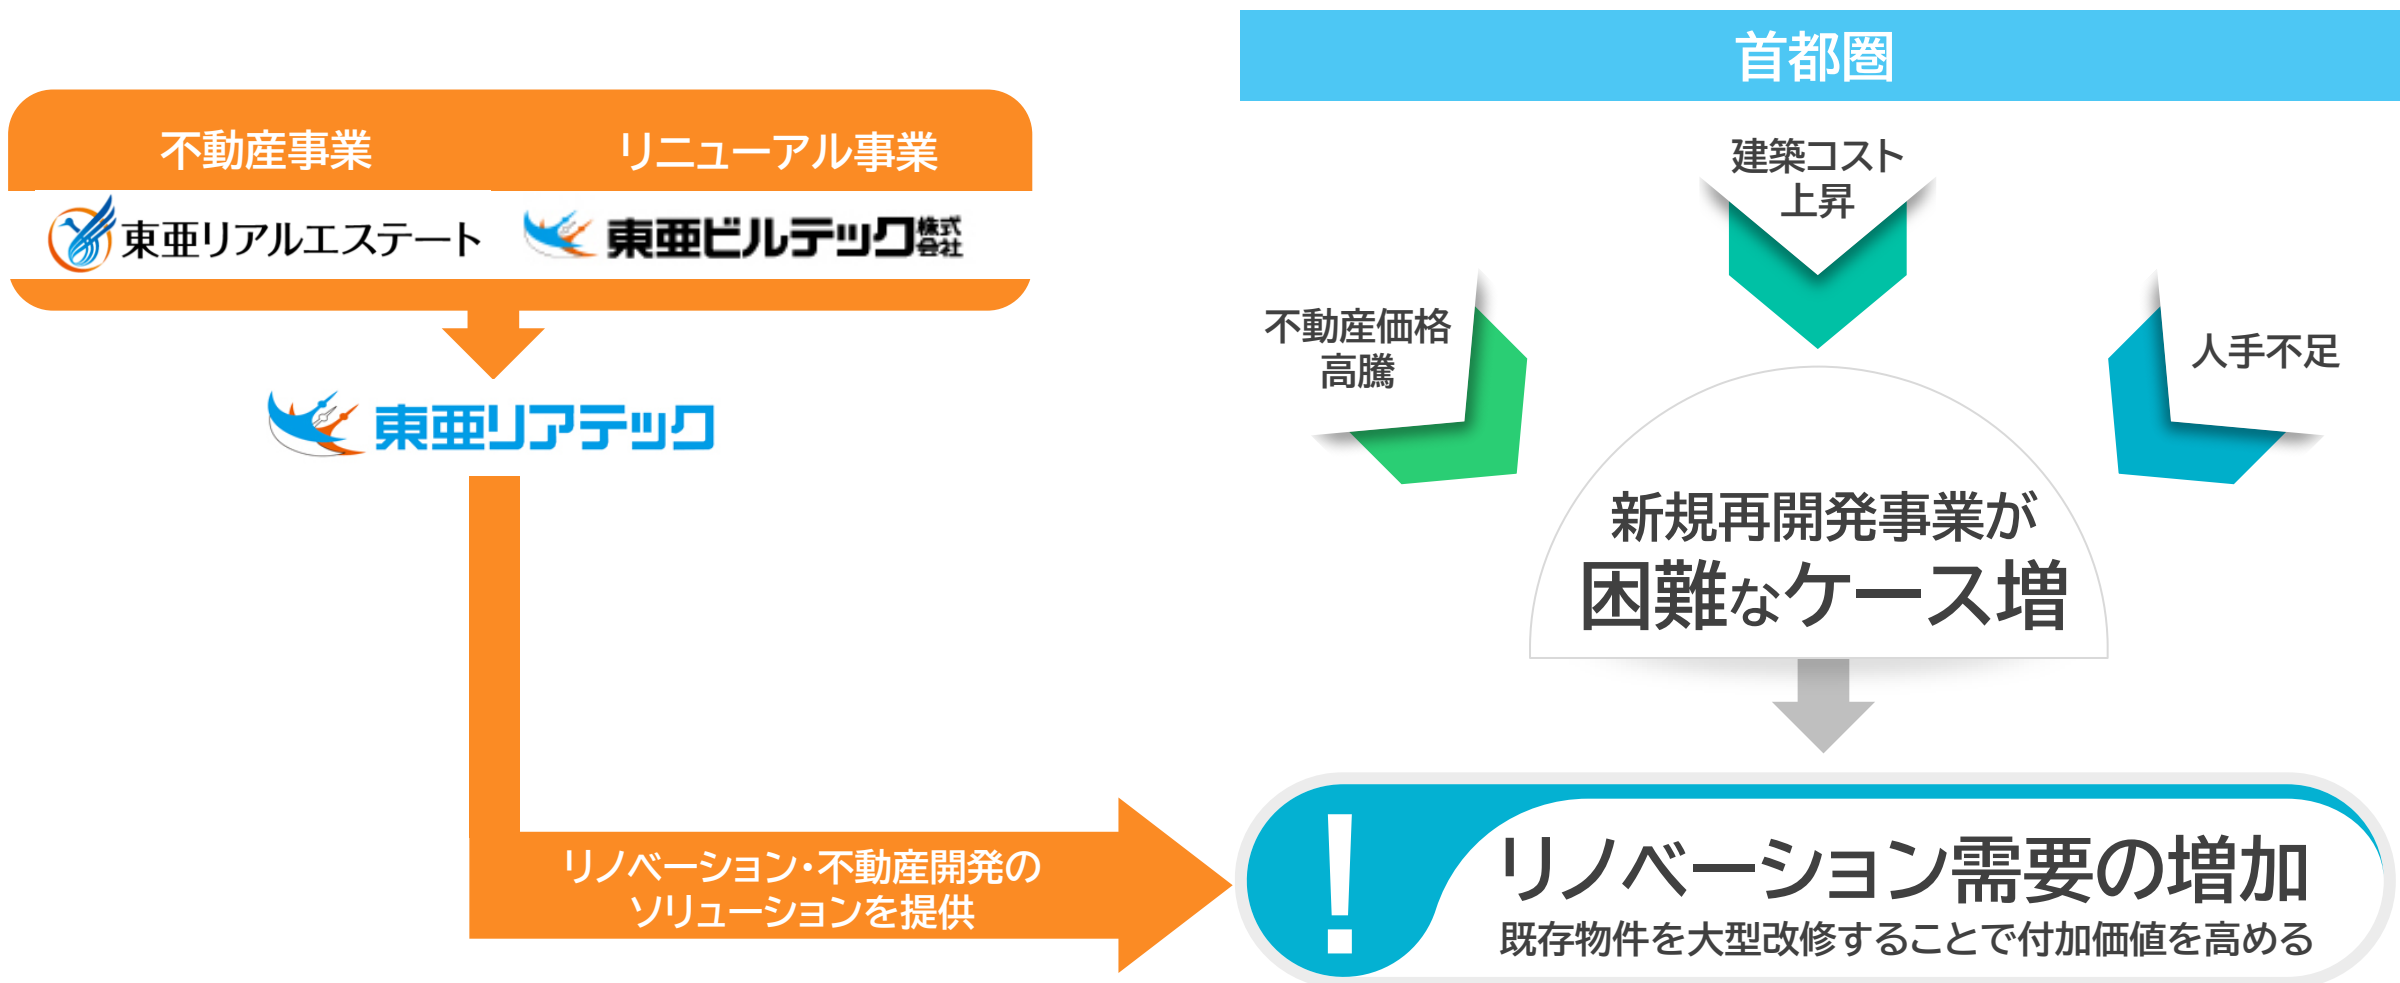 不動産事業
リニューアル事業
東亜リアルエステート
東亜ビルテック株式会社
東亜リアテック
リノベーション・不動産開発の
ソリューションを提供
首都圏
建築コスト
上昇
不動産価格
高騰
人手不足
新規再開発事業が
困難なケース増
!
リノベーション需要の増加
既存物件を大型改修することで付加価値を高める